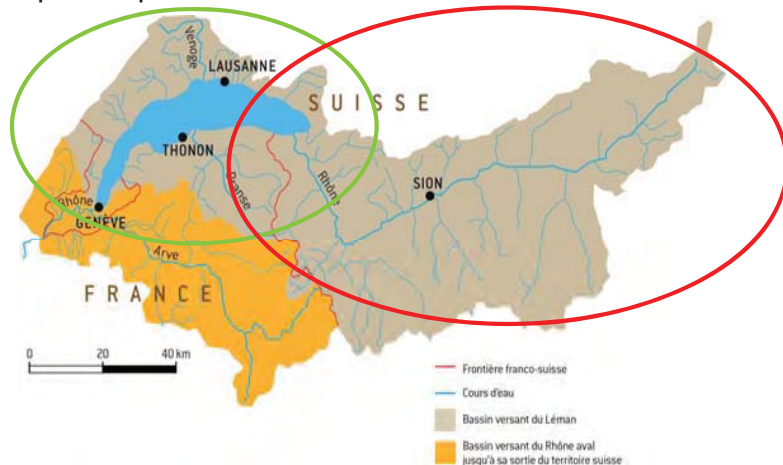 Venoge
LAUSANNE
SUISSE
THONON
Dranse
Rhône
SION
Rhône
GENÈVE
Arve
FRANCE
0 20 40 km
Frontière franco-suisse
Cours d'eau
Bassin versant du Léman
Bassin versant du Rhône aval
jusqu'à sa sortie du territoire suisse